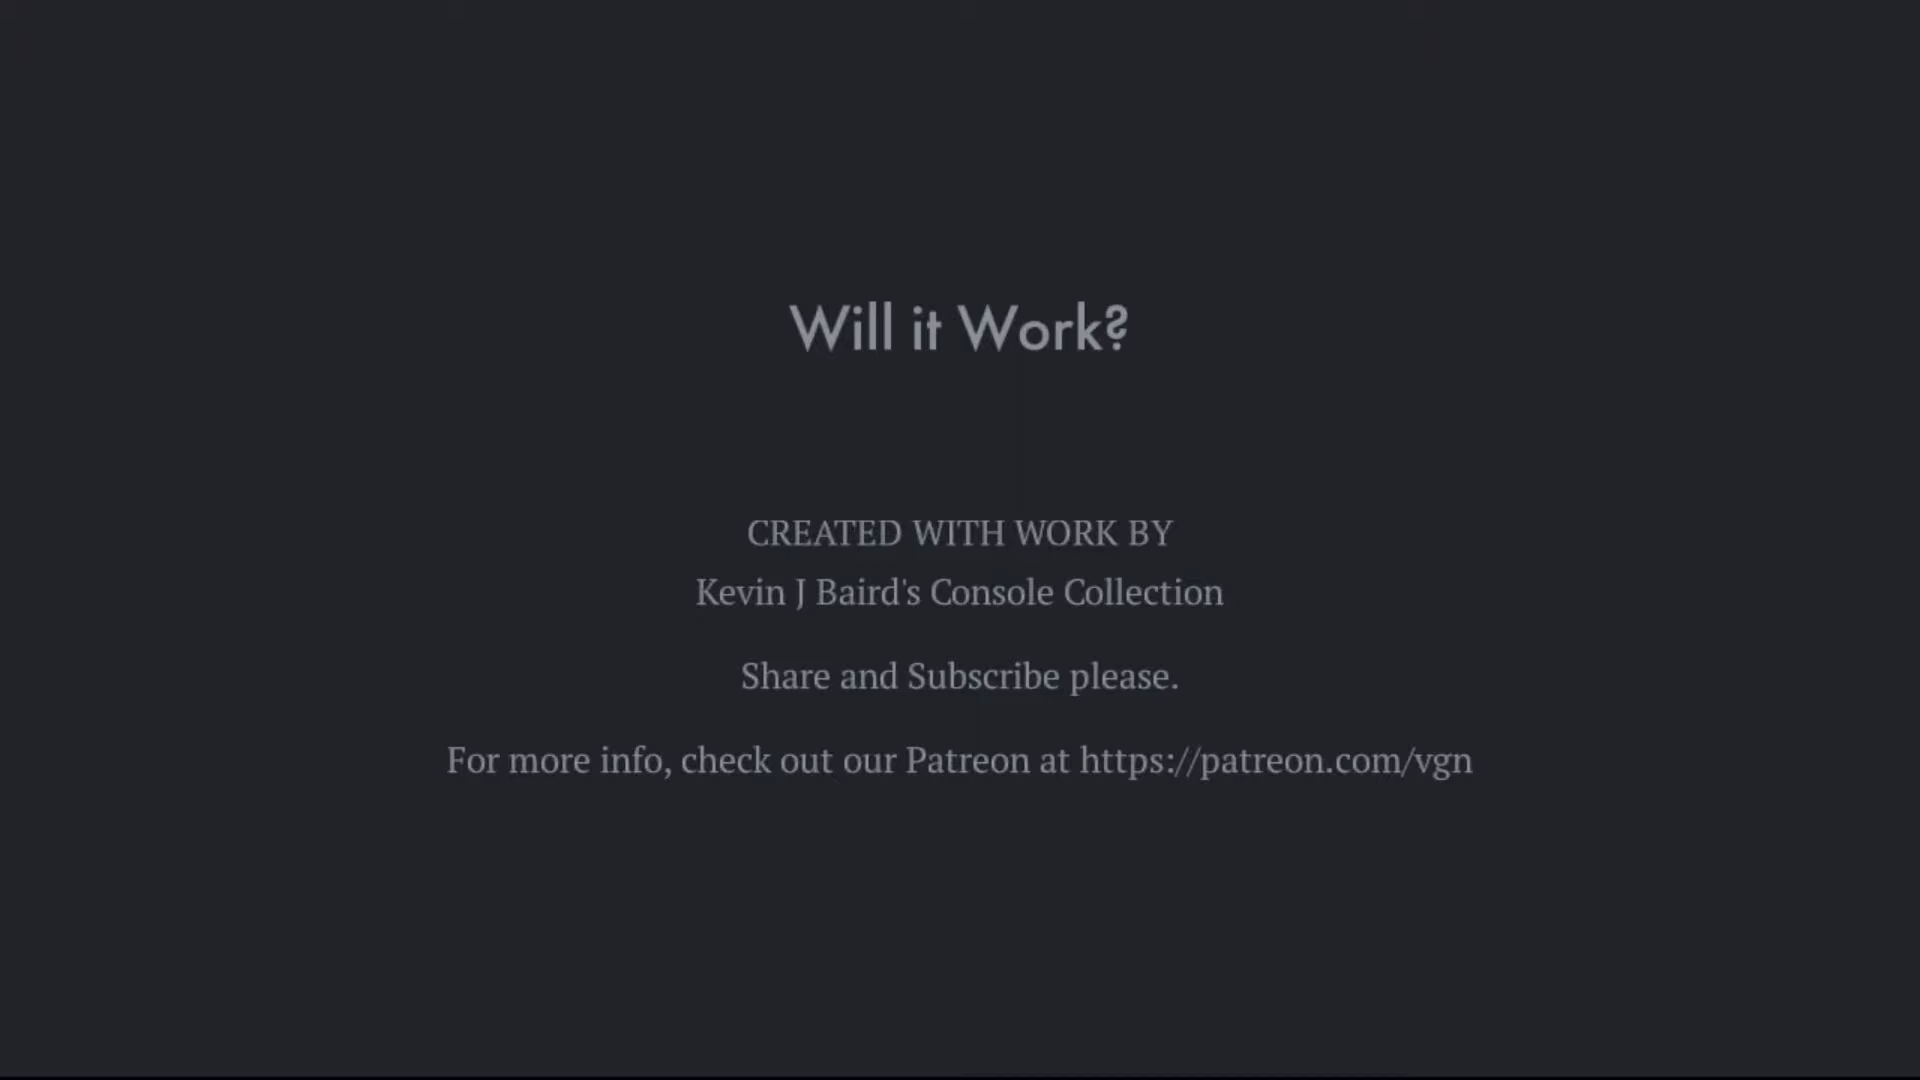 Will it Work?
CREATED WITH WORK BY
Kevin J Baird's Console Collection
Share and Subscribe please.
For more info, check out our Patreon at https://patreon.com/vgn